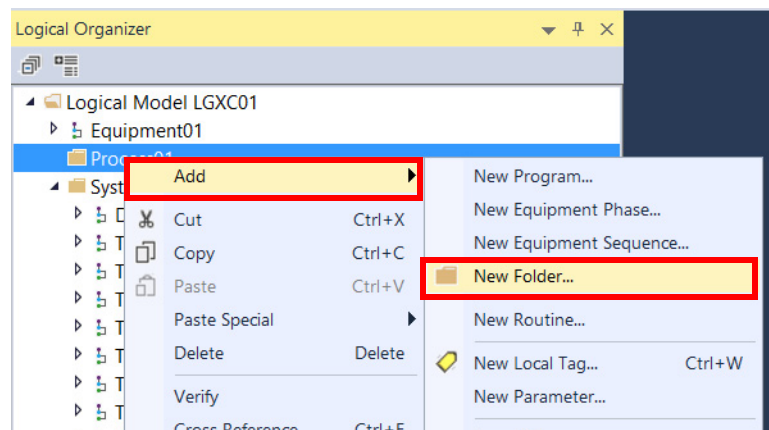 Logical Organizer
Logical Model LGXC01
Equipment01
Add
Cut Ctrl+X
Copy Ctrl+C
Paste Ctrl+V
Paste Special
Delete Delete
Verify
New Program...
New Equipment Phase...
New Equipment Sequence...
New Folder...
New Routine...
New Local Tag... Ctrl+W
New Parameter...